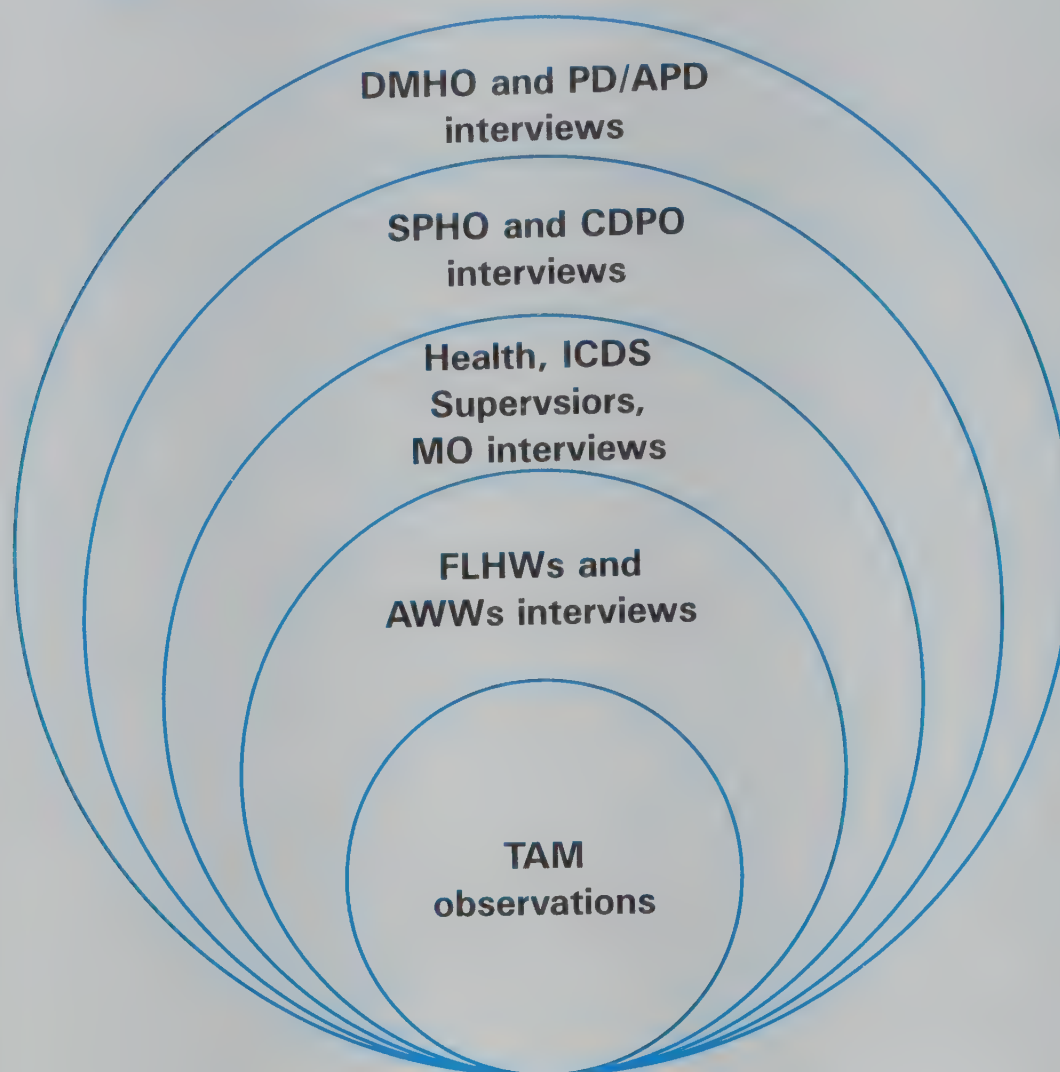 DMHO and PD/APD
interviews
SPHO and CDPO
interviews
Health, ICDS
Supervsiors,
MO interviews
FLHWs and
AWWs interviews
TAM
observations